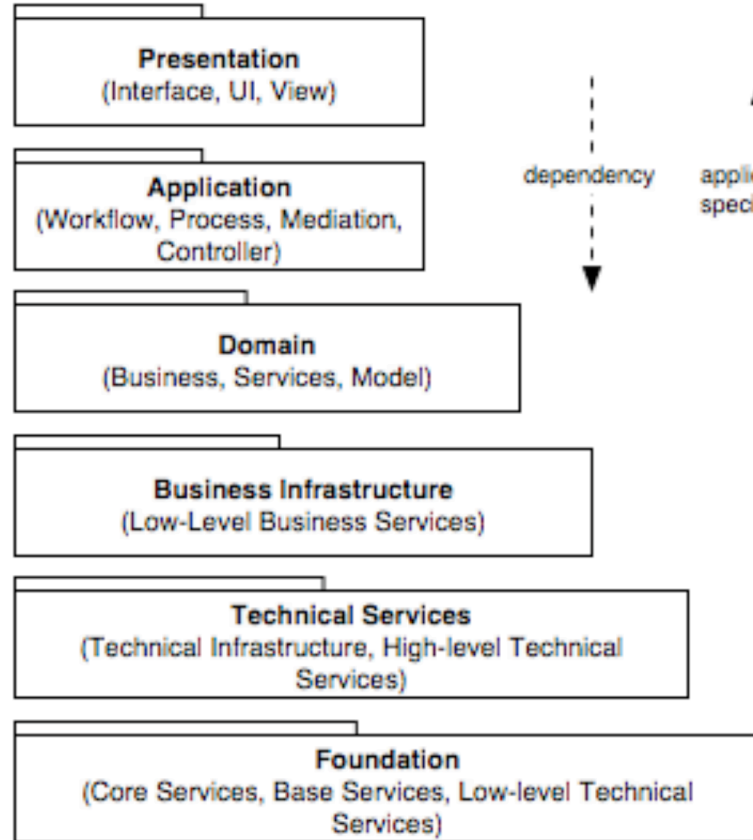 Presentation
(Interface, UI, View)
Application
(Workflow, Process, Mediation,
Controller)
dependency
Domain
(Business, Services, Model)
Business Infrastructure
(Low-Level Business Services)
Technical Services
(Technical Infrastructure, High-level Technical
Services)
Foundation
(Core Services, Base Services, Low-level Technical
Services)